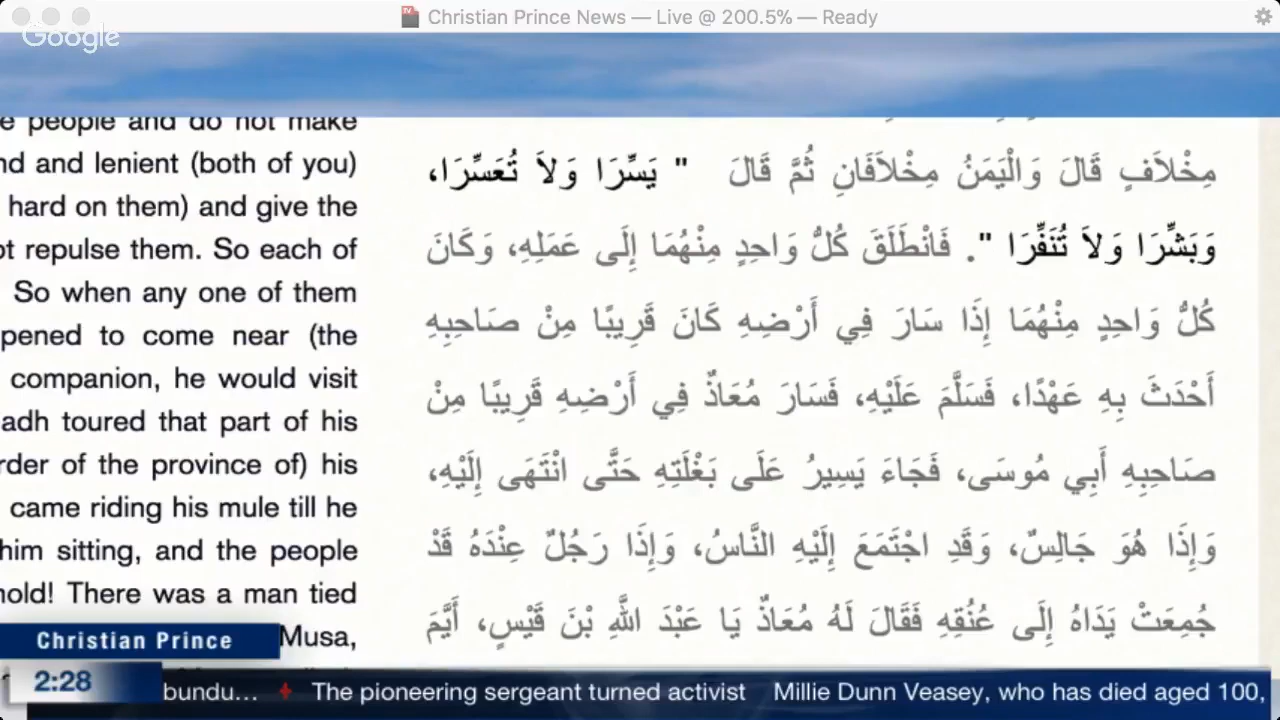 Christian Prince News — Live @ 200.5% — Ready
Google
e people and do not make
nd and lenient (both of you)
hard on them) and give the
ot repulse them. So each of
So when any one of them
pened to come near (the
companion, he would visit
adh toured that part of his
rder of the province of) his
came riding his mule till he
him sitting, and the people
nold! There was a man tied
Musa,
مِخْلاَفٍ قَالَ وَالْيَمَنُ مِخْلاَفَانِ ثُمَّ قَالَ ‏"‏ يَسِّرَا وَلاَ تُعَسِّرَا،
وَبَشِّرَا وَلاَ تُنَفِّرَا ‏"‏‏.‏ فَانْطَلَقَ كُلُّ وَاحِدٍ مِنْهُمَا إِلَى عَمَلِهِ، وَكَانَ
كُلُّ وَاحِدٍ مِنْهُمَا إِذَا سَارَ فِي أَرْضِهِ كَانَ قَرِيبًا مِنْ صَاحِبِهِ
أَحْدَثَ بِهِ عَهْدًا، فَسَلَّمَ عَلَيْهِ، فَسَارَ مُعَاذٌ فِي أَرْضِهِ قَرِيبًا مِنْ
صَاحِبِهِ أَبِي مُوسَى، فَجَاءَ يَسِيرُ عَلَى بَغْلَتِهِ حَتَّى انْتَهَى إِلَيْهِ،
وَإِذَا هُوَ جَالِسٌ، وَقَدِ اجْتَمَعَ إِلَيْهِ النَّاسُ، وَإِذَا رَجُلٌ عِنْدَهُ قَدْ
جُمِعَتْ يَدَاهُ إِلَى عُنُقِهِ فَقَالَ لَهُ مُعَاذٌ يَا عَبْدَ اللَّهِ بْنَ قَيْسٍ، أَيَّمَ
Christian Prince
2:28
bundu... The pioneering sergeant turned activist Millie Dunn Veasey, who has died aged 100,